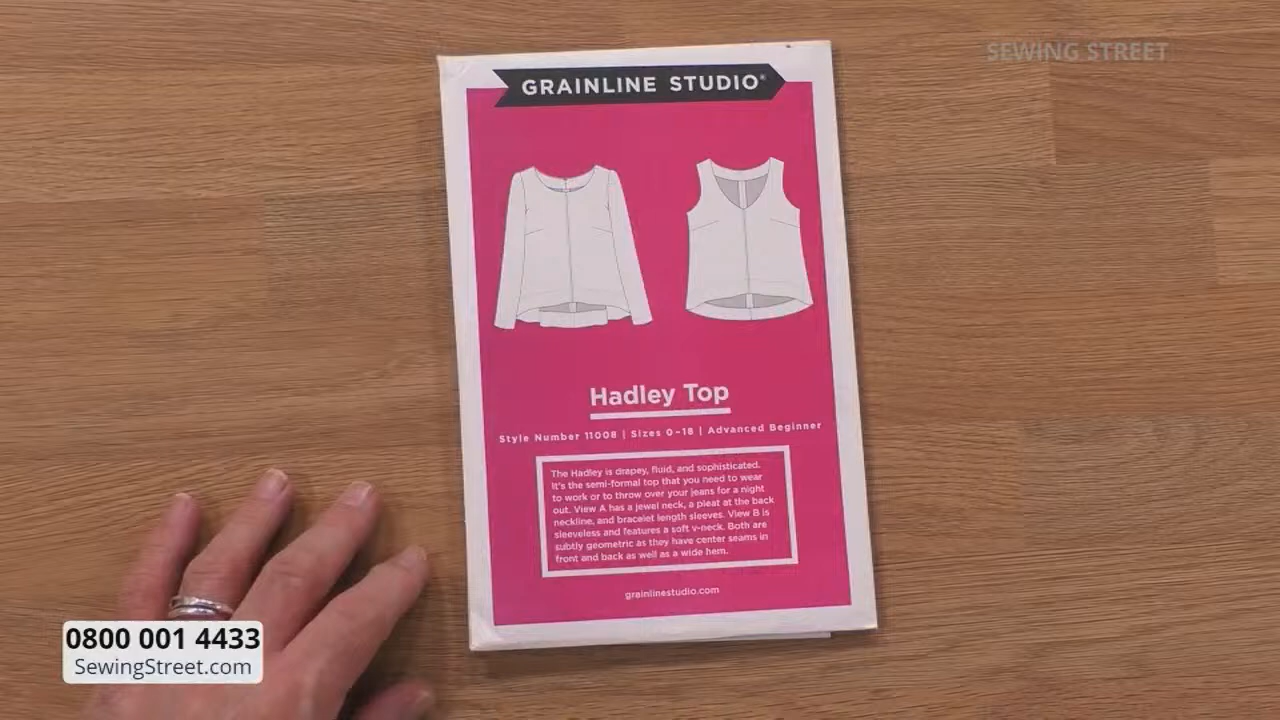 SEWING STREET
GRAINLINE STUDIO®
Hadley Top
Style Number 11008 | Sizes 0-18 | Advanced Beginner
The Hadley is drapey, fluid, and sophisticated.
It's the semi-formal top that you need to wear
to work or to throw over your jeans for a night
out. View A has a jewel neck, a pleat at the back
neckline, and bracelet length sleeves. View B is
sleeveless and features a soft v-neck. Both are
subtly geometric as they have center seams in
front and back as well as a wide hem.
grainlinestudio.com
0800 001 4433
SewingStreet.com